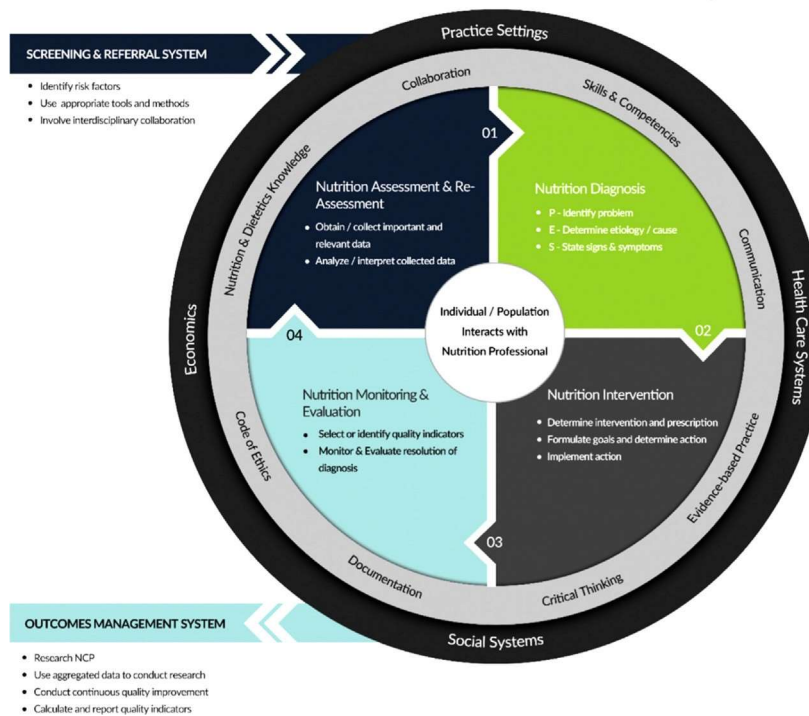 Practice Settings
SCREENING & REFERRAL SYSTEM
• Identify risk factors
• Use appropriate tools and methods
• Involve interdisciplinary collaboration
Collaboration
Skills & Competencies
01
Nutrition Assessment & Re-
Assessment
• Obtain / collect important and
relevant data
• Analyze / interpret collected data
Nutrition Diagnosis
• P - Identify problem
• E - Determine etiology / cause
• S - State signs & symptoms
Nutrition & Dietetics Knowledge
Communication
Individual / Population
Interacts with
Nutrition Professional
Economics
Health Care Systems
04
02
Nutrition Monitoring &
Evaluation
• Select or identify quality indicators
• Monitor & Evaluate resolution of
diagnosis
Nutrition Intervention
• Determine intervention and prescription
• Formulate goals and determine action
• Implement action
Code of Ethics
Evidence-based Practice
03
Documentation
Critical Thinking
Social Systems
OUTCOMES MANAGEMENT SYSTEM
• Research NCP
• Use aggregated data to conduct research
• Conduct continuous quality improvement
• Calculate and report quality indicators